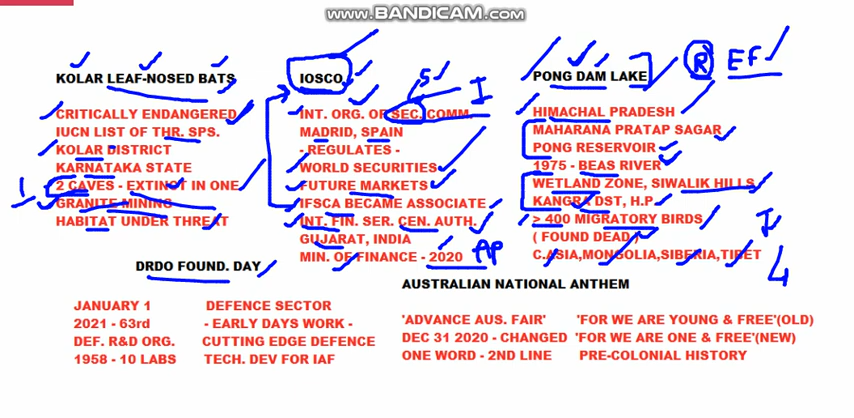 www.BANDICAM.com
KOLAR LEAF-NOSED BATS
CRITICALLY ENDANGERED
IUCN LIST OF THR. SPS.
KOLAR DISTRICT
KARNATAKA STATE
1 2 CAVES - EXTINCT IN ONE
GRANITE MINING
HABITAT UNDER THREAT
IOSCO
S I
INT. ORG. OF SEC. COMM.
MADRID, SPAIN
- REGULATES -
WORLD SECURITIES
FUTURE MARKETS
IFSCA BECAME ASSOCIATE
INT. FIN. SER. CEN. AUTH.
GUJARAT, INDIA
MIN. OF FINANCE - 2020
AP
PONG DAM LAKE
R EF
HIMACHAL PRADESH
MAHARANA PRATAP SAGAR
PONG RESERVOIR
1975 - BEAS RIVER
WETLAND ZONE, SIWALIK HILLS
KANGRA DST, H.P
> 400 MIGRATORY BIRDS
( FOUND DEAD )
C.ASIA,MONGOLIA,SIBERIA,TIBET
I
4
DRDO FOUND. DAY
JANUARY 1 DEFENCE SECTOR
2021 - 63rd - EARLY DAYS WORK -
DEF. R&D ORG. CUTTING EDGE DEFENCE
1958 - 10 LABS TECH. DEV FOR IAF
AUSTRALIAN NATIONAL ANTHEM
'ADVANCE AUS. FAIR' 'FOR WE ARE YOUNG & FREE'(OLD)
DEC 31 2020 - CHANGED 'FOR WE ARE ONE & FREE'(NEW)
ONE WORD - 2ND LINE PRE-COLONIAL HISTORY